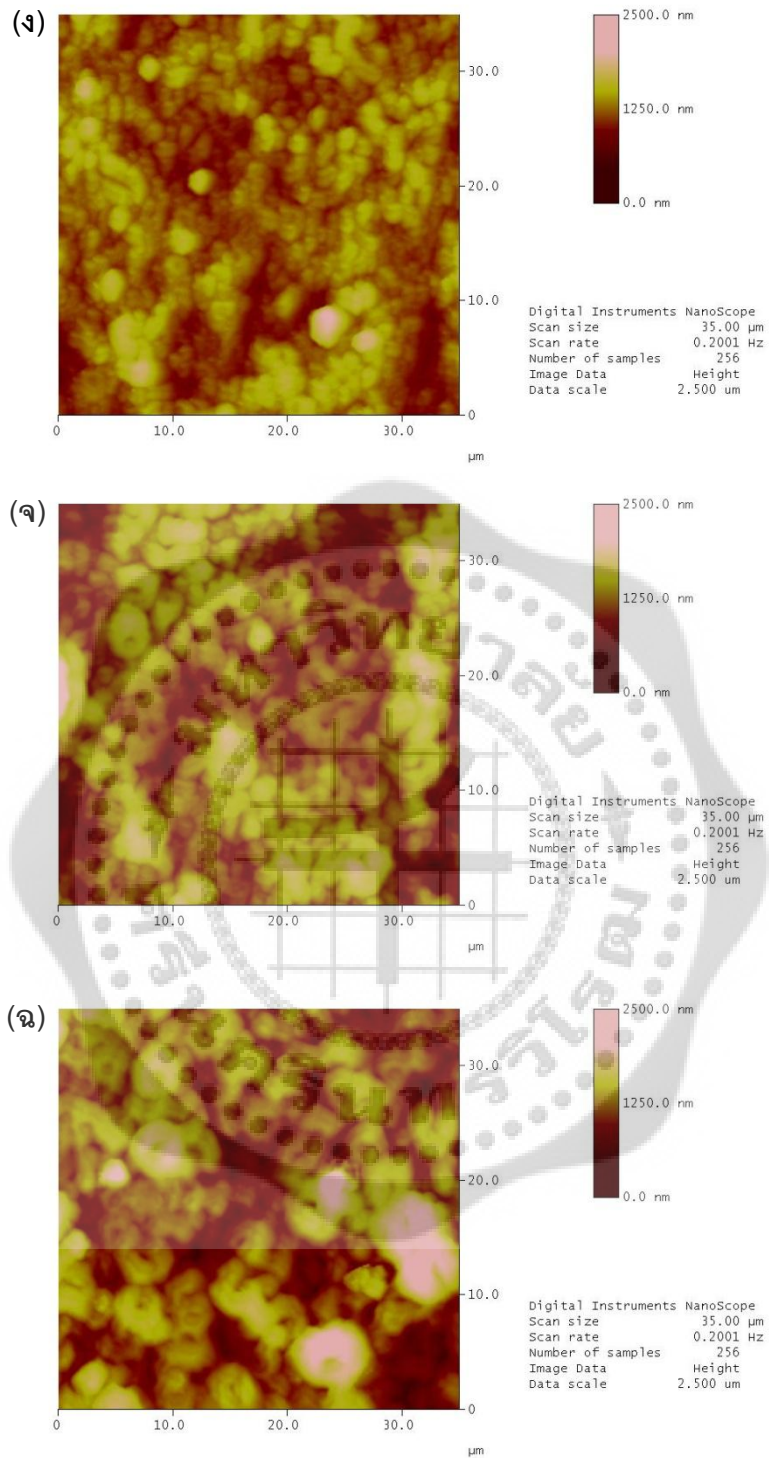 (ง)
2500.0 nm
1250.0 nm
0.0 nm
30.0
20.0
10.0
0
0 10.0 20.0 30.0
µm
Digital Instruments NanoScope
Scan size 35.00 µm
Scan rate 0.2001 Hz
Number of samples 256
Image Data Height
Data scale 2.500 um
(จ)
2500.0 nm
1250.0 nm
0.0 nm
30.0
20.0
10.0
0
0 10.0 20.0 30.0
µm
Digital Instruments NanoScope
Scan size 35.00 µm
Scan rate 0.2001 Hz
Number of samples 256
Image Data Height
Data scale 2.500 um
(ฉ)
2500.0 nm
1250.0 nm
0.0 nm
30.0
20.0
10.0
0
0 10.0 20.0 30.0
µm
Digital Instruments NanoScope
Scan size 35.00 µm
Scan rate 0.2001 Hz
Number of samples 256
Image Data Height
Data scale 2.500 um